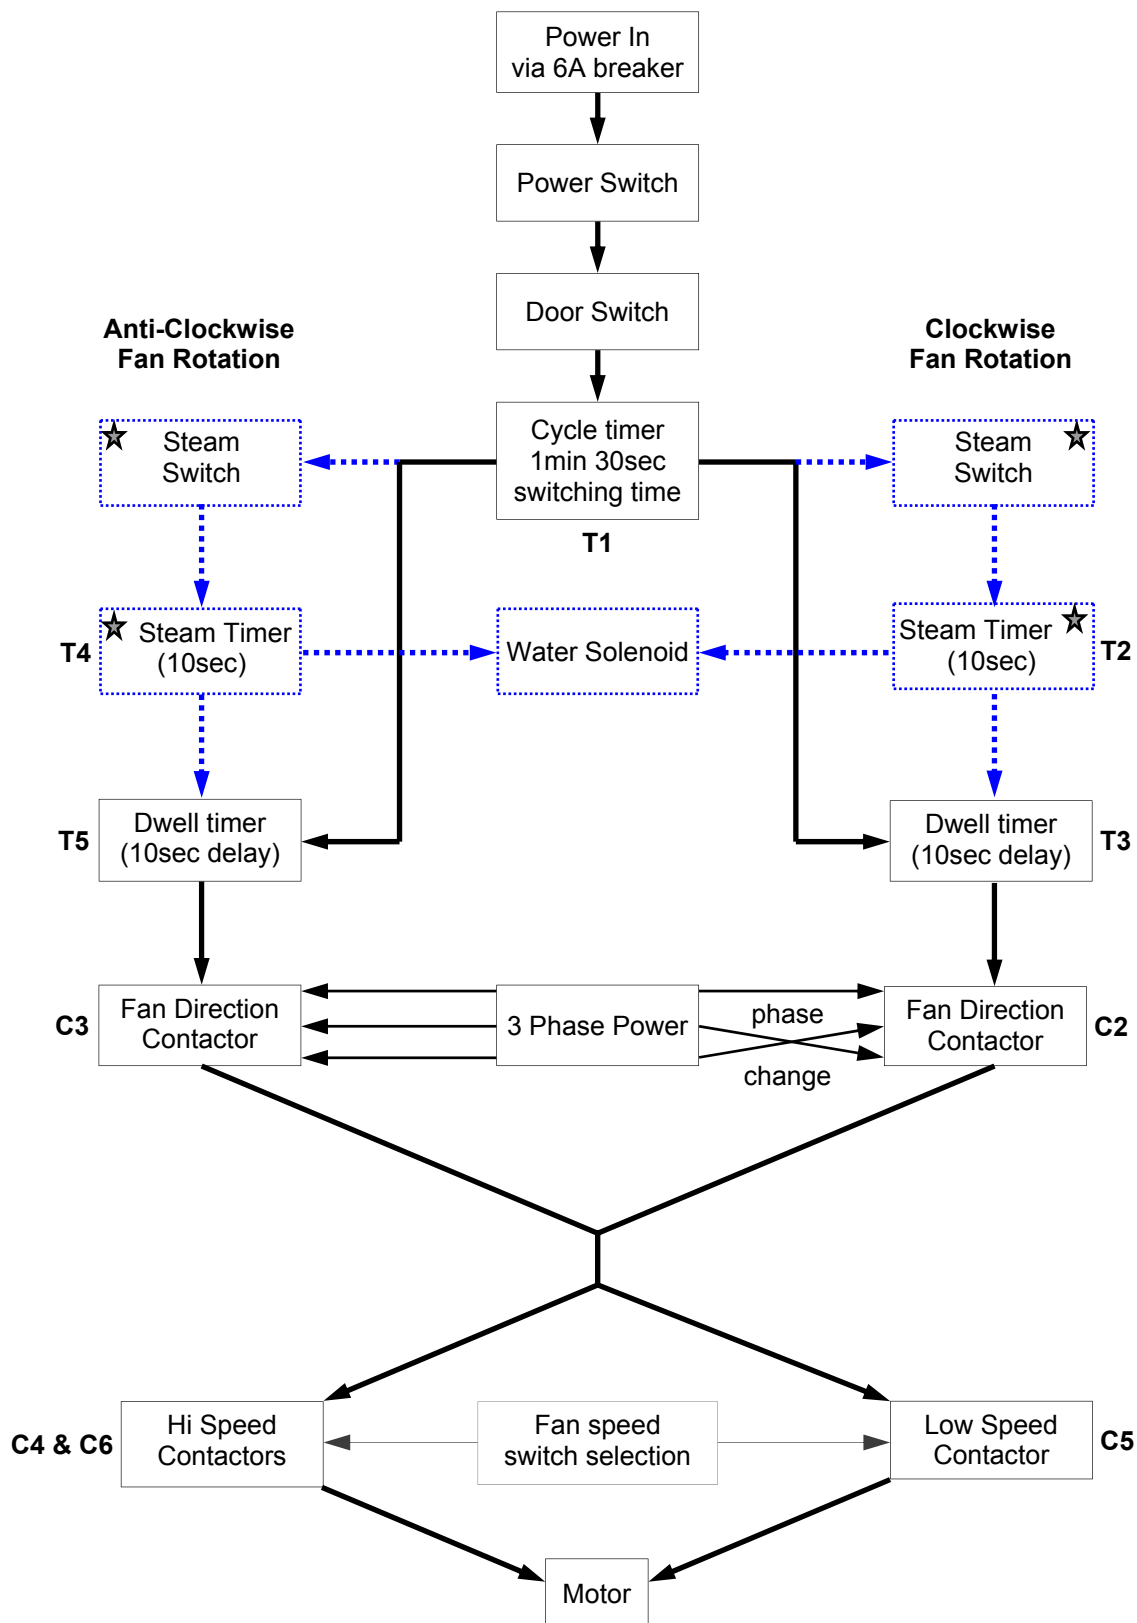 Power In
via 6A breaker
Power Switch
Door Switch
Anti-Clockwise
Fan Rotation
Clockwise
Fan Rotation
Steam
Switch
Cycle timer
1min 30sec
switching time
T1
Steam
Switch
T4
Steam Timer
(10sec)
Water Solenoid
Steam Timer
(10sec)
T2
T5
Dwell timer
(10sec delay)
Dwell timer
(10sec delay)
T3
C3
Fan Direction
Contactor
3 Phase Power
phase
change
Fan Direction
Contactor
C2
C4 & C6
Hi Speed
Contactors
Fan speed
switch selection
Low Speed
Contactor
C5
Motor